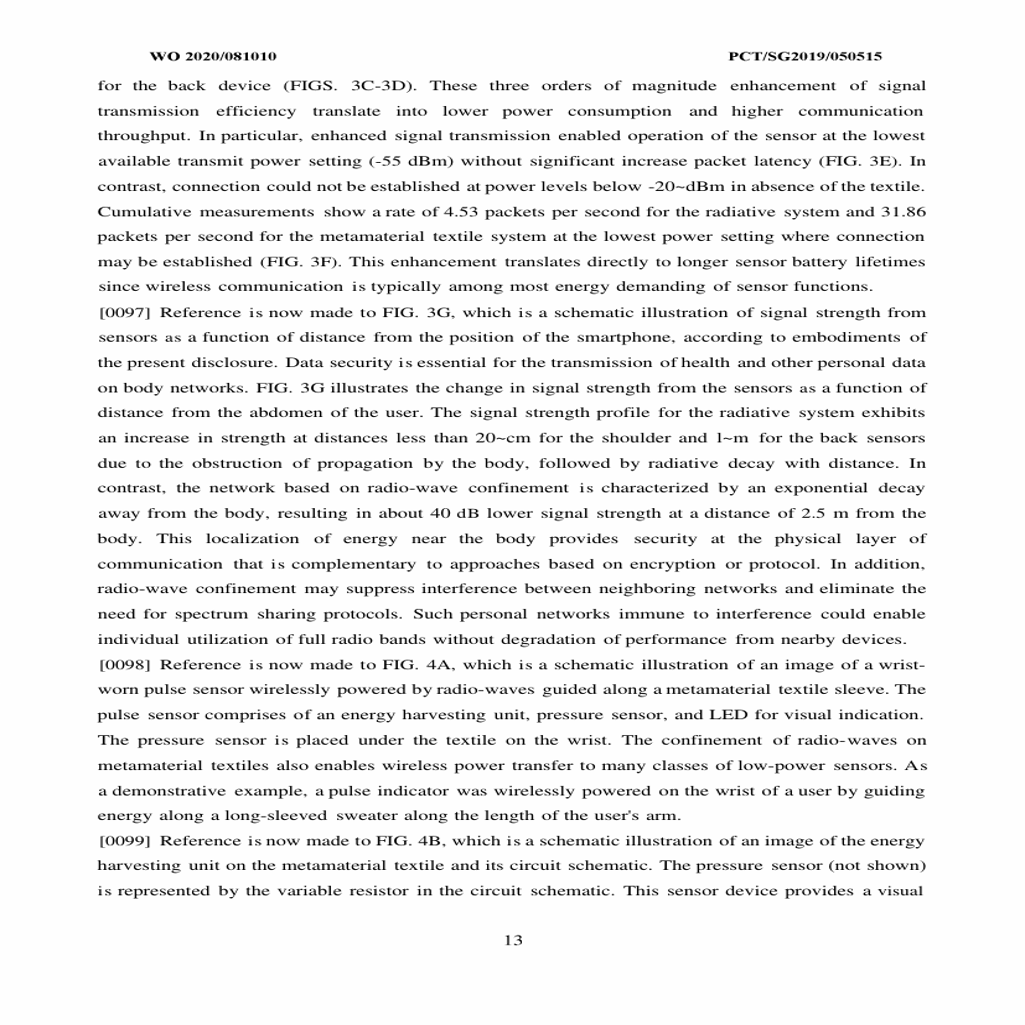 WO 2020/081010 PCT/SG2019/050515
for the back device (FIGS. 3C-3D). These three orders of magnitude enhancement of signal
transmission efficiency translate into lower power consumption and higher communication
throughput. In particular, enhanced signal transmission enabled operation of the sensor at the lowest
available transmit power setting (-55 dBm) without significant increase packet latency (FIG. 3E). In
contrast, connection could not be established at power levels below -20~dBm in absence of the textile.
Cumulative measurements show a rate of 4.53 packets per second for the radiative system and 31.86
packets per second for the metamaterial textile system at the lowest power setting where connection
may be established (FIG. 3F). This enhancement translates directly to longer sensor battery lifetimes
since wireless communication is typically among most energy demanding of sensor functions.
[0097] Reference is now made to FIG. 3G, which is a schematic illustration of signal strength from
sensors as a function of distance from the position of the smartphone, according to embodiments of
the present disclosure. Data security is essential for the transmission of health and other personal data
on body networks. FIG. 3G illustrates the change in signal strength from the sensors as a function of
distance from the abdomen of the user. The signal strength profile for the radiative system exhibits
an increase in strength at distances less than 20~cm for the shoulder and l~m for the back sensors
due to the obstruction of propagation by the body, followed by radiative decay with distance. In
contrast, the network based on radio-wave confinement is characterized by an exponential decay
away from the body, resulting in about 40 dB lower signal strength at a distance of 2.5 m from the
body. This localization of energy near the body provides security at the physical layer of
communication that is complementary to approaches based on encryption or protocol. In addition,
radio-wave confinement may suppress interference between neighboring networks and eliminate the
need for spectrum sharing protocols. Such personal networks immune to interference could enable
individual utilization of full radio bands without degradation of performance from nearby devices.
[0098] Reference is now made to FIG. 4A, which is a schematic illustration of an image of a wrist-
worn pulse sensor wirelessly powered by radio-waves guided along a metamaterial textile sleeve. The
pulse sensor comprises of an energy harvesting unit, pressure sensor, and LED for visual indication.
The pressure sensor is placed under the textile on the wrist. The confinement of radio-waves on
metamaterial textiles also enables wireless power transfer to many classes of low-power sensors. As
a demonstrative example, a pulse indicator was wirelessly powered on the wrist of a user by guiding
energy along a long-sleeved sweater along the length of the user's arm.
[0099] Reference is now made to FIG. 4B, which is a schematic illustration of an image of the energy
harvesting unit on the metamaterial textile and its circuit schematic. The pressure sensor (not shown)
is represented by the variable resistor in the circuit schematic. This sensor device provides a visual
13